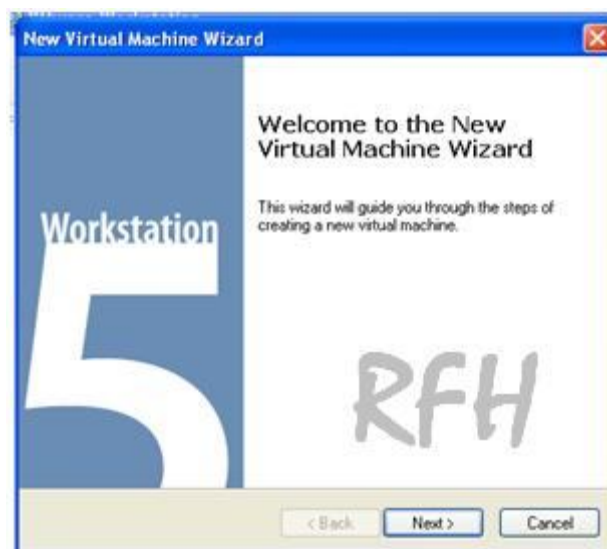 New Virtual Machine Wizard
Welcome to the New
Virtual Machine Wizard
This wizard will guide you through the steps of
creating a new virtual machine.
Workstation
5
RFH
< Back
Next >
Cancel